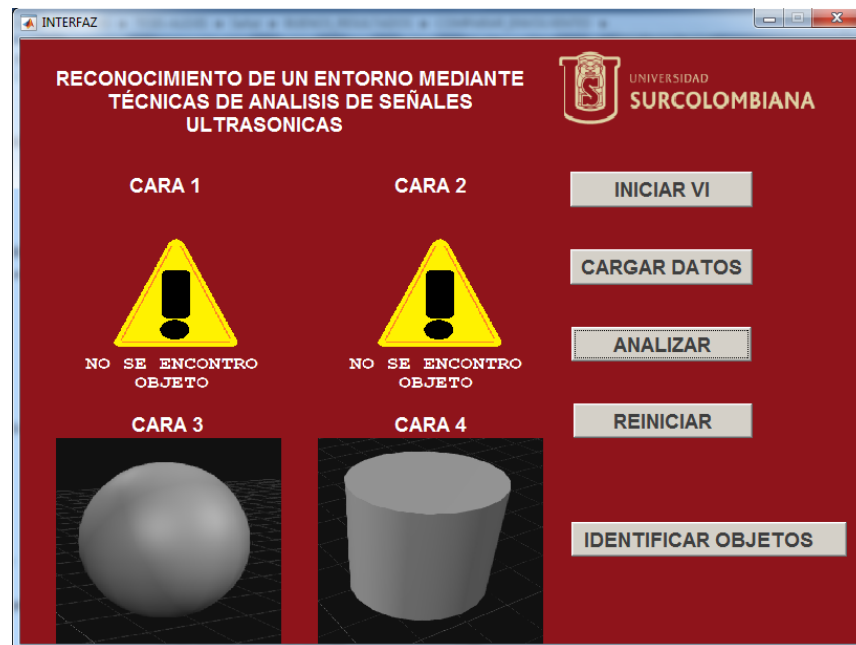 INTERFAZ
RECONOCIMIENTO DE UN ENTORNO MEDIANTE
TÉCNICAS DE ANALISIS DE SEÑALES
ULTRASONICAS
UNIVERSIDAD
SURCOLOMBIANA
CARA 1
CARA 2
INICIAR VI
CARGAR DATOS
ANALIZAR
NO SE ENCONTRO
OBJETO
NO SE ENCONTRO
OBJETO
CARA 3
CARA 4
REINICIAR
IDENTIFICAR OBJETOS